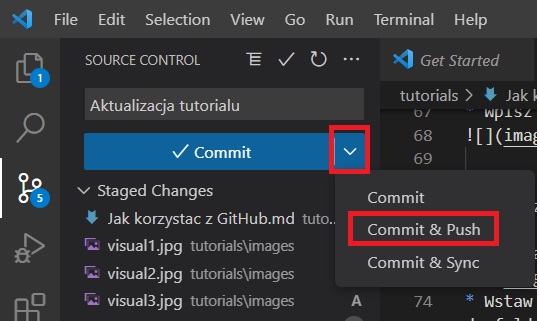 File Edit Selection View Go Run Terminal Help
SOURCE CONTROL
Get Started
1
Aktualizacja tutorialu
tutorials > Jak k
67 * Wpisz
Commit
68 ![](imag
69
Staged Changes
Commit
Jak korzystac z GitHub.md tuto...
Commit & Push
5
visual1.jpg tutorials\images
visual2.jpg tutorials\images
Commit & Sync
visual3.jpg tutorials\images A
74 * Wstaw